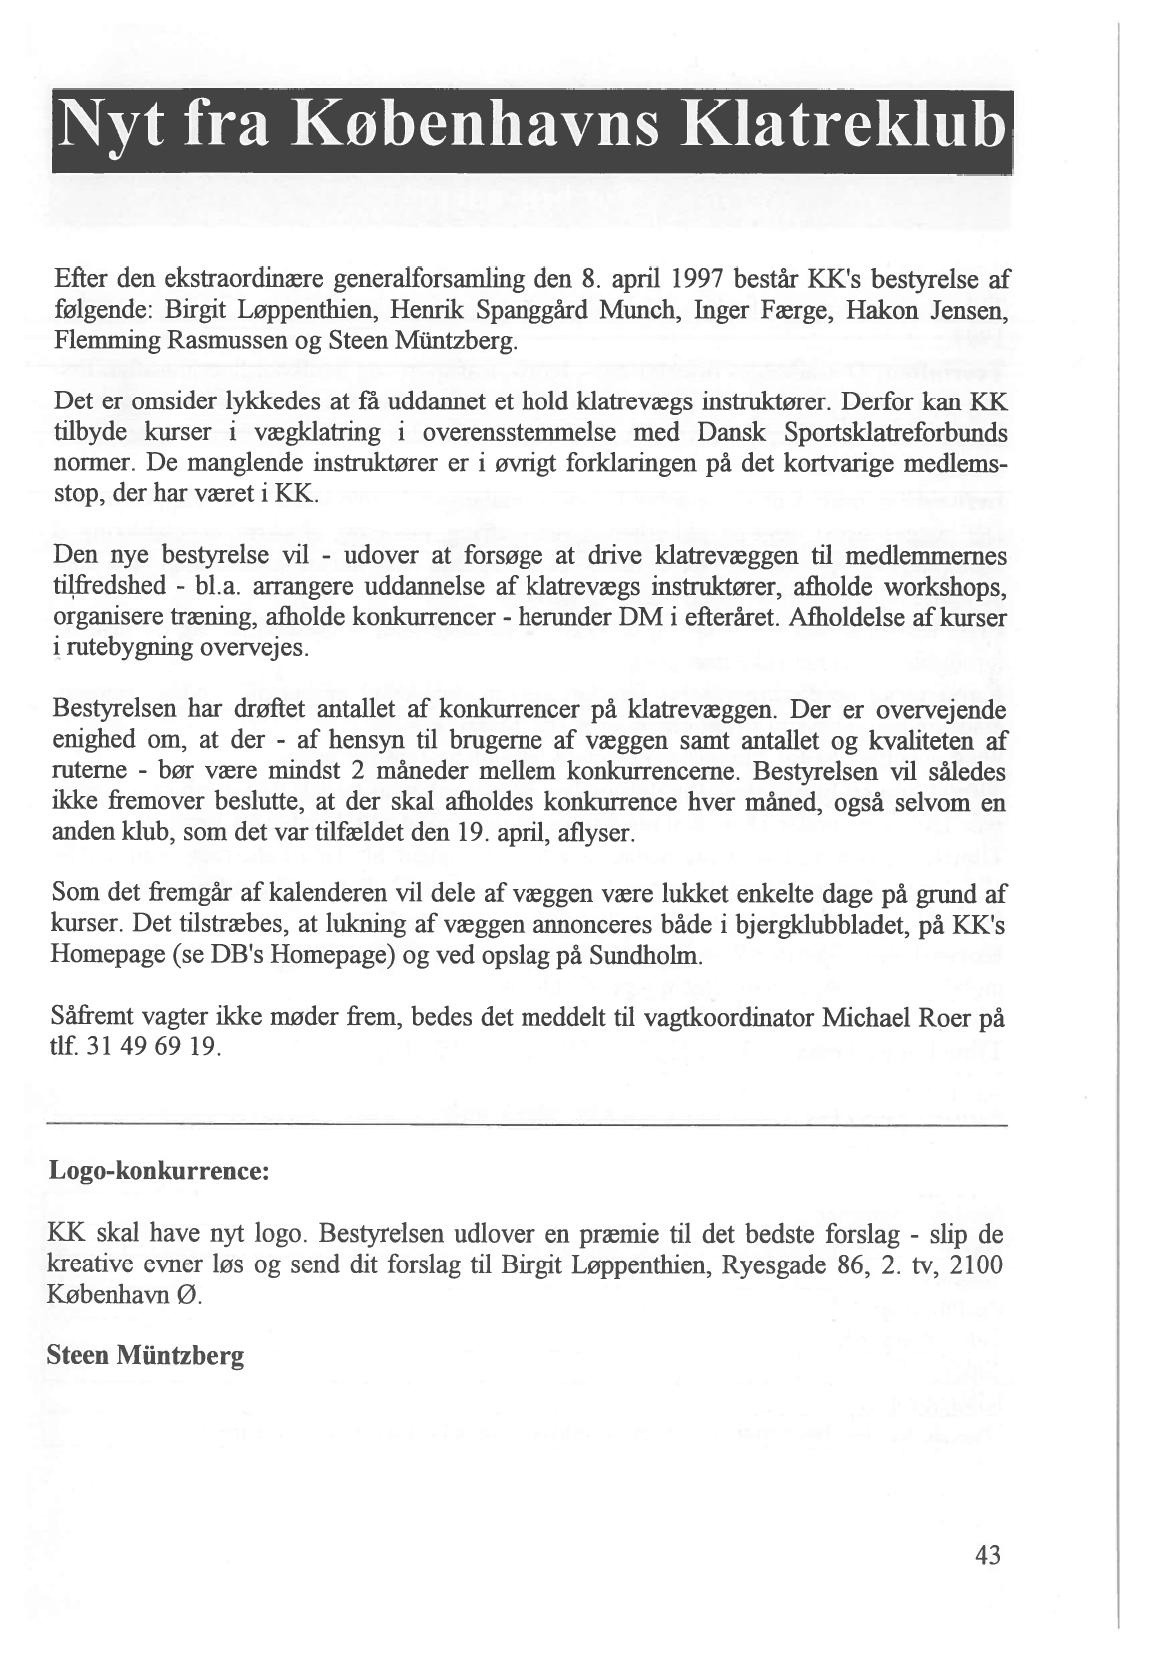 Nyt fra Københavns Klatreklub
Efter den ekstraordinære generalforsamling den 8. april 1997 består KK's bestyrelse af
følgende: Birgit Løppenthien, Henrik Spanggård Munch, Inger Færge, Hakon Jensen,
Flemming Rasmussen og Steen Müntzberg.
Det er omsider lykkedes at få uddannet et hold klatrevægs instruktører. Derfor kan KK
tilbyde kurser i vægklatring i overensstemmelse med Dansk Sportsklatreforbunds
normer. De manglende instruktører er i øvrigt forklaringen på det kortvarige medlems-
stop, der har været i KK.
Den nye bestyrelse vil - udover at forsøge at drive klatrevæggen til medlemmernes
tilfredshed - bl.a. arrangere uddannelse af klatrevægs instruktører, afholde workshops,
organisere træning, afholde konkurrencer - herunder DM i efteråret. Afholdelse af kurser
i rutebygning overvejes.
Bestyrelsen har drøftet antallet af konkurrencer på klatrevæggen. Der er overvejende
enighed om, at der - af hensyn til brugerne af væggen samt antallet og kvaliteten af
ruterne - bør være mindst 2 måneder mellem konkurrencerne. Bestyrelsen vil således
ikke fremover beslutte, at der skal afholdes konkurrence hver måned, også selvom en
anden klub, som det var tilfældet den 19. april, aflyser.
Som det fremgår af kalenderen vil dele af væggen være lukket enkelte dage på grund af
kurser. Det tilstræbes, at lukning af væggen annonceres både i bjergklubbladet, på KK's
Homepage (se DB's Homepage) og ved opslag på Sundholm.
Såfremt vagter ikke møder frem, bedes det meddelt til vagtkoordinator Michael Roer på
tlf. 31 49 69 19.
Logo-konkurrence:
KK skal have nyt logo. Bestyrelsen udlover en præmie til det bedste forslag - slip de
kreative evner løs og send dit forslag til Birgit Løppenthien, Ryesgade 86, 2. tv, 2100
København Ø.
Steen Müntzberg
43